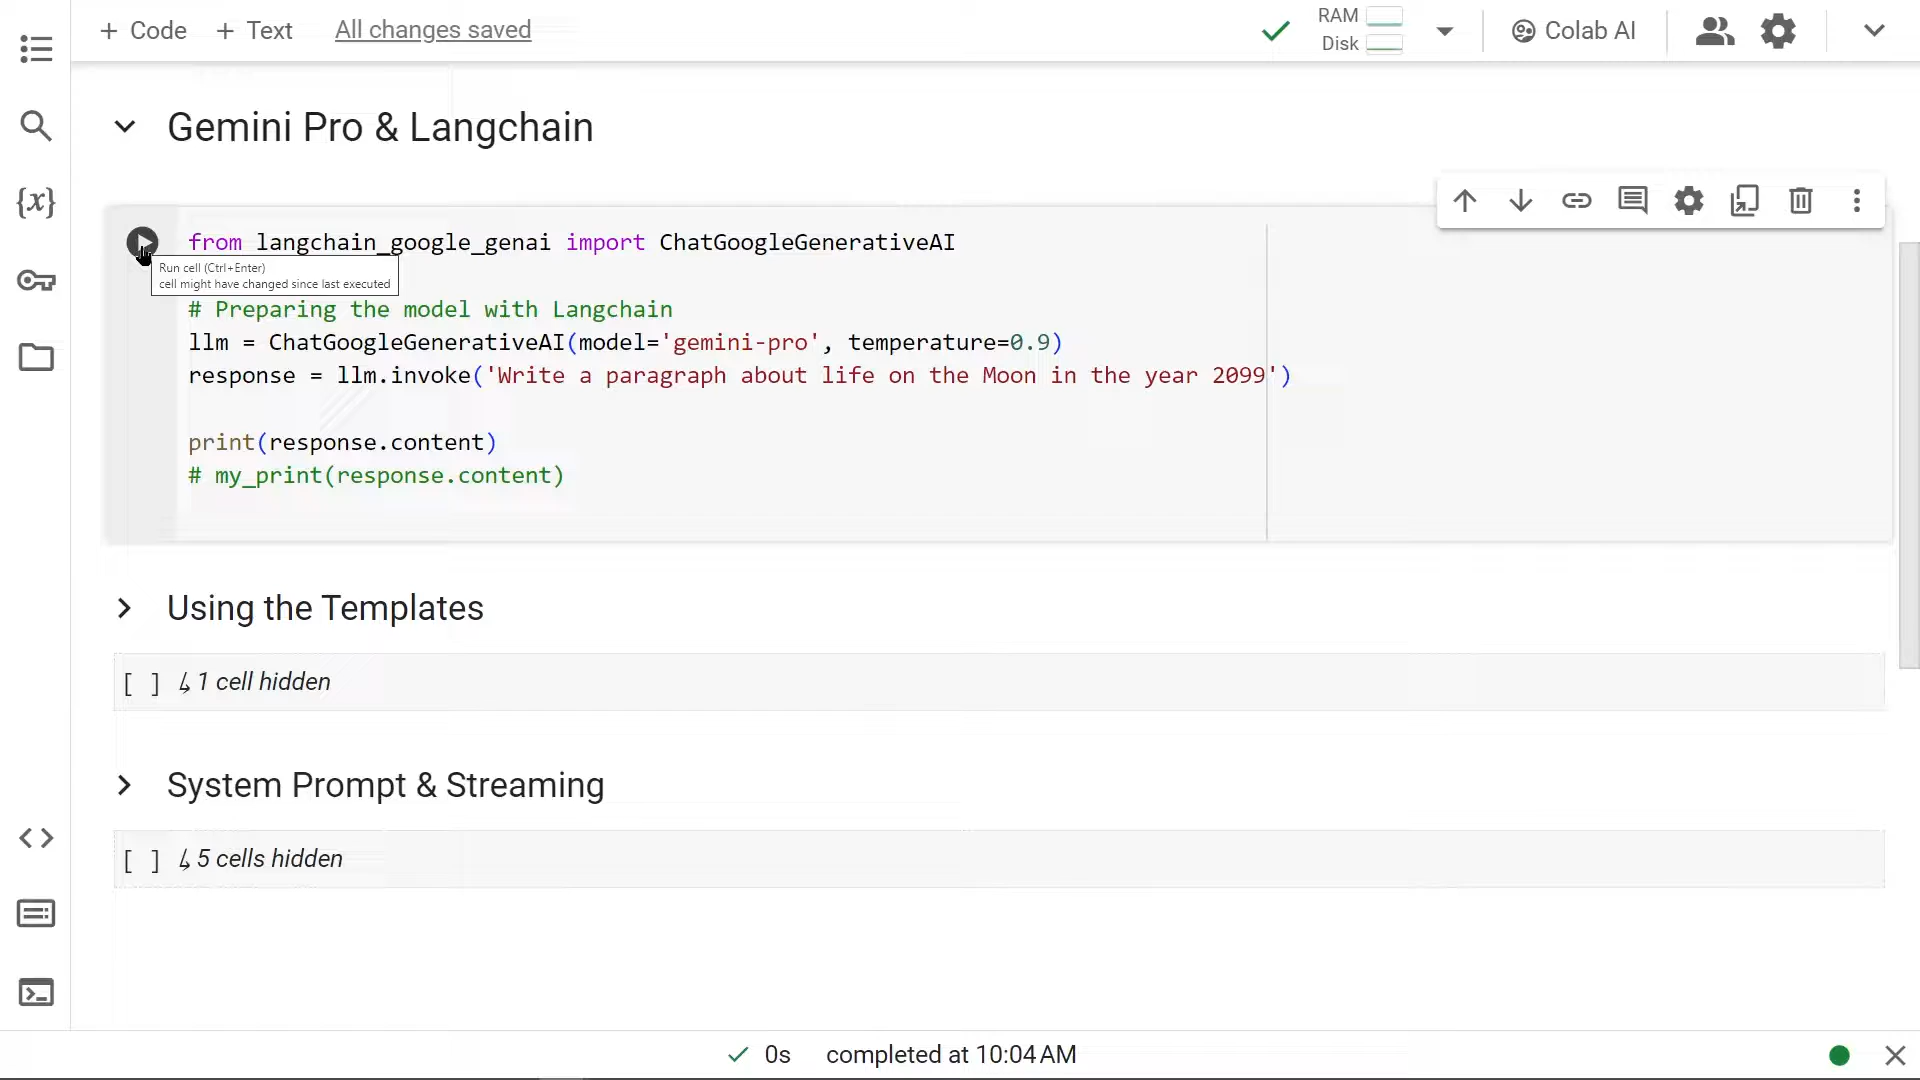 + Code + Text All changes saved
RAM
Disk
Colab AI
Gemini Pro & Langchain
from langchain_google_genai import ChatGoogleGenerativeAI
Run cell (Ctrl+Enter)
cell might have changed since last executed
# Preparing the model with Langchain
llm = ChatGoogleGenerativeAI(model='gemini-pro', temperature=0.9)
response = llm.invoke('Write a paragraph about life on the Moon in the year 2099')
print(response.content)
# my_print(response.content)
Using the Templates
[ ] ↳ 1 cell hidden
System Prompt & Streaming
[ ] ↳ 5 cells hidden
0s completed at 10:04 AM